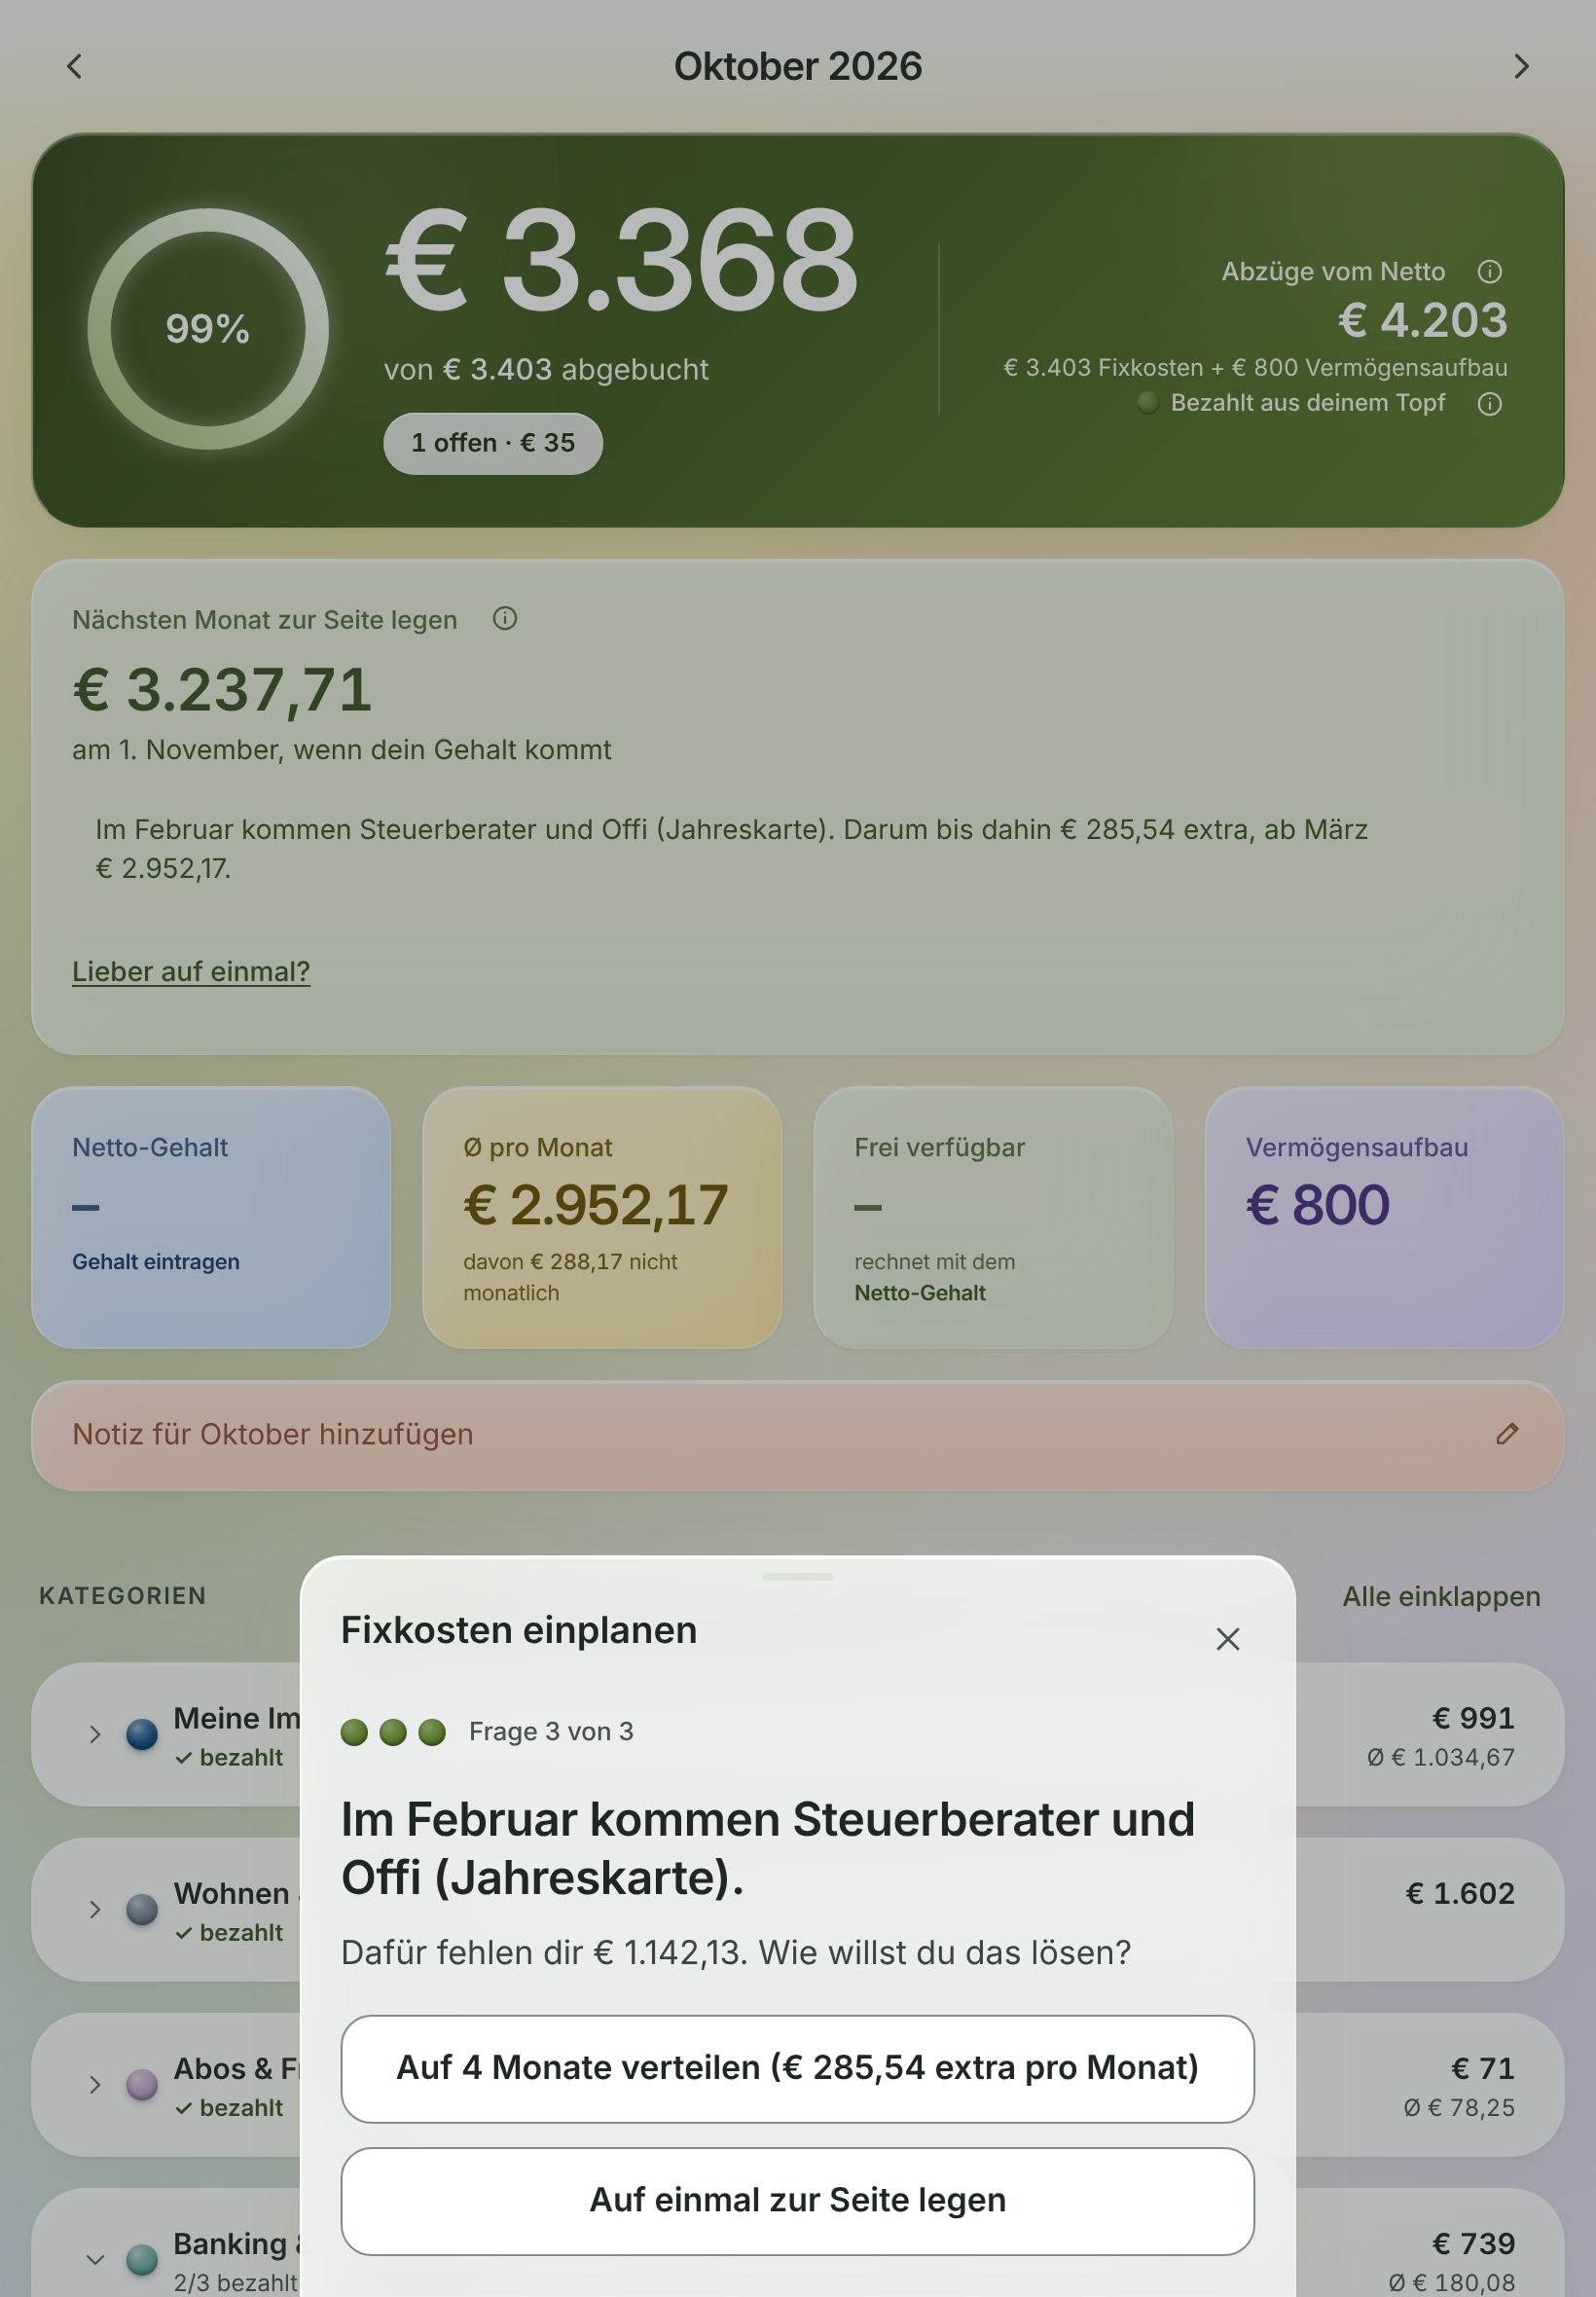 Oktober 2026
99%
€ 3.368
von € 3.403 abgebucht
1 offen · € 35
Abzüge vom Netto
€ 4.203
€ 3.403 Fixkosten + € 800 Vermögensaufbau
Bezahlt aus deinem Topf
Nächsten Monat zur Seite legen
€ 3.237,71
am 1. November, wenn dein Gehalt kommt
Im Februar kommen Steuerberater und Offi (Jahreskarte). Darum bis dahin € 285,54 extra, ab März
€ 2.952,17.
Lieber auf einmal?
Netto-Gehalt
–
Gehalt eintragen
Ø pro Monat
€ 2.952,17
davon € 288,17 nicht
monatlich
Frei verfügbar
–
rechnet mit dem
Netto-Gehalt
Vermögensaufbau
€ 800
Notiz für Oktober hinzufügen
KATEGORIEN
Alle einklappen
Meine Im
✓ bezahlt
€ 991
Ø € 1.034,67
Wohnen
✓ bezahlt
€ 1.602
Abos & Fr
✓ bezahlt
€ 71
Ø € 78,25
Banking &
2/3 bezahlt
€ 739
Ø € 180,08
Fixkosten einplanen
Frage 3 von 3
Im Februar kommen Steuerberater und
Offi (Jahreskarte).
Dafür fehlen dir € 1.142,13. Wie willst du das lösen?
Auf 4 Monate verteilen (€ 285,54 extra pro Monat)
Auf einmal zur Seite legen